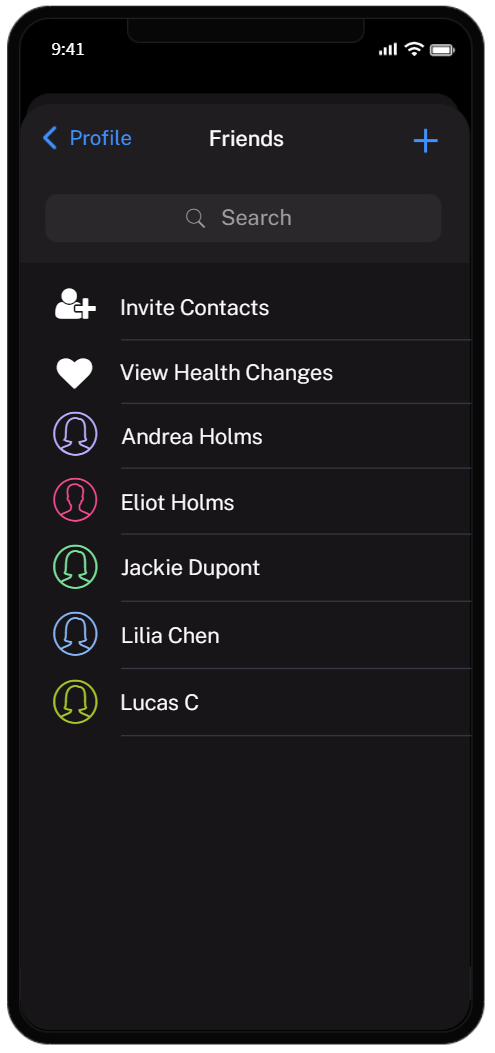 9:41
Profile
Friends
Search
Invite Contacts
View Health Changes
Andrea Holms
Eliot Holms
Jackie Dupont
Lilia Chen
Lucas C